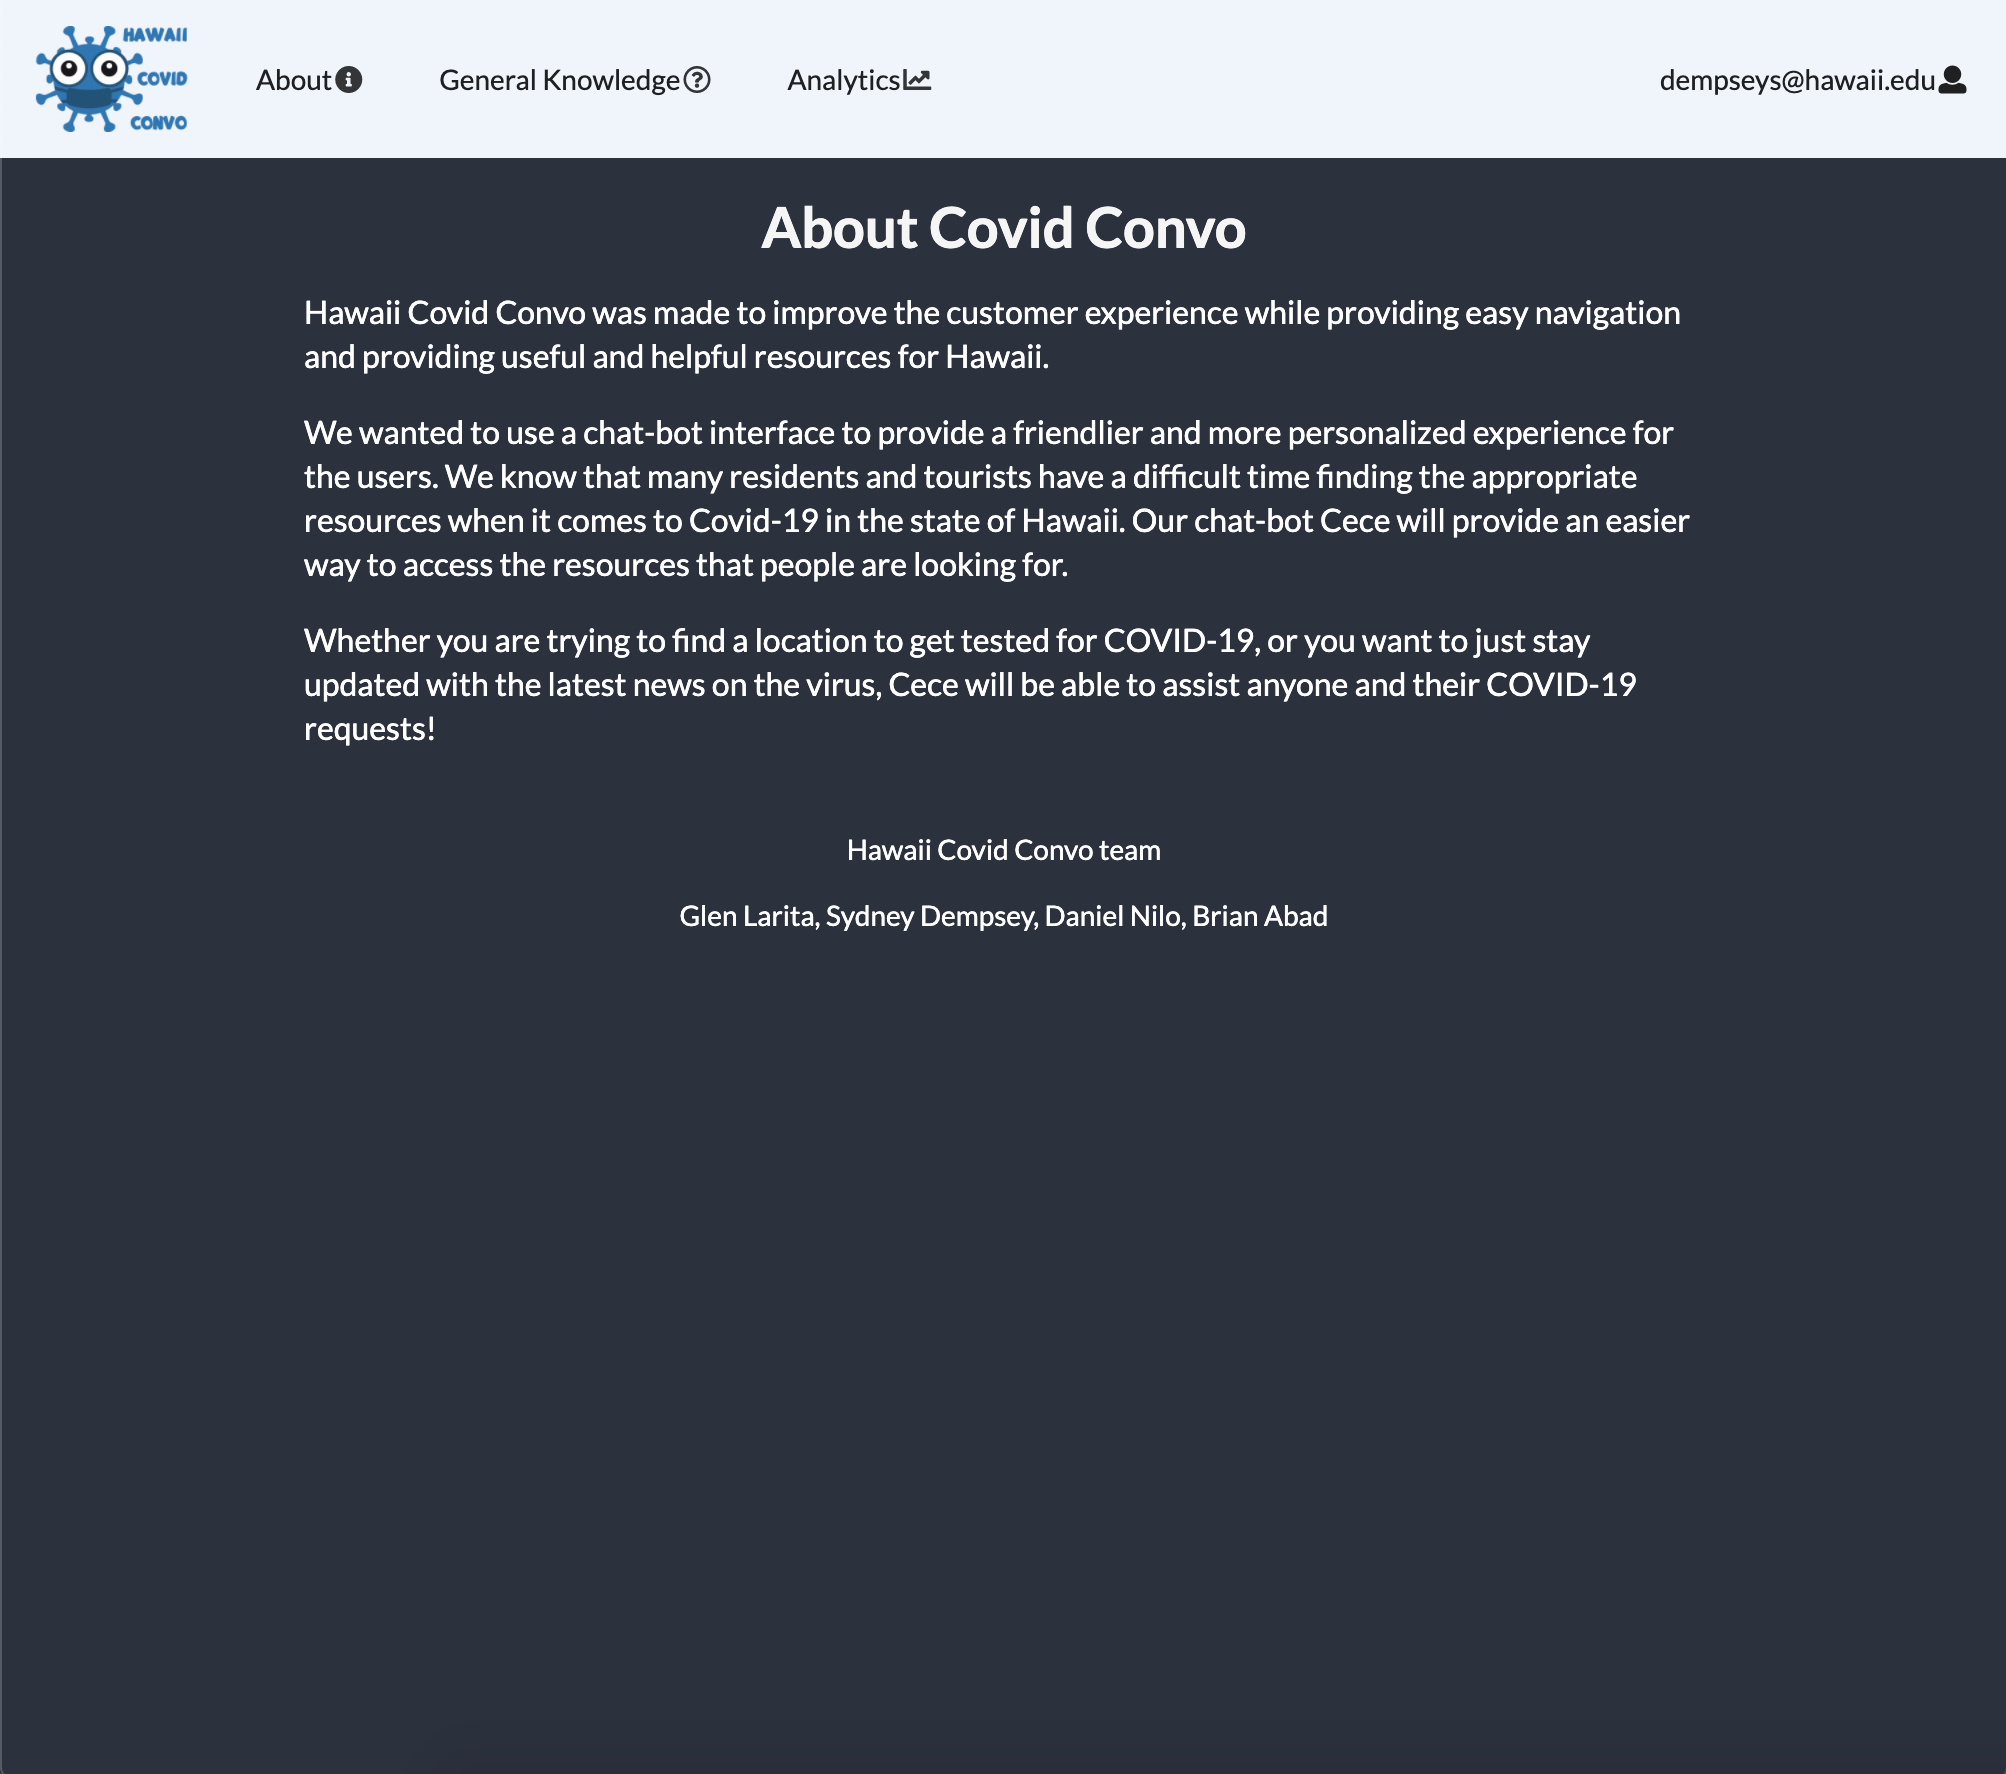 HAWAII
COVID
CONVO
About
General Knowledge
Analytics
dempseys@hawaii.edu
About Covid Convo
Hawaii Covid Convo was made to improve the customer experience while providing easy navigation
and providing useful and helpful resources for Hawaii.
We wanted to use a chat-bot interface to provide a friendlier and more personalized experience for
the users. We know that many residents and tourists have a difficult time finding the appropriate
resources when it comes to Covid-19 in the state of Hawaii. Our chat-bot Cece will provide an easier
way to access the resources that people are looking for.
Whether you are trying to find a location to get tested for COVID-19, or you want to just stay
updated with the latest news on the virus, Cece will be able to assist anyone and their COVID-19
requests!
Hawaii Covid Convo team
Glen Larita, Sydney Dempsey, Daniel Nilo, Brian Abad